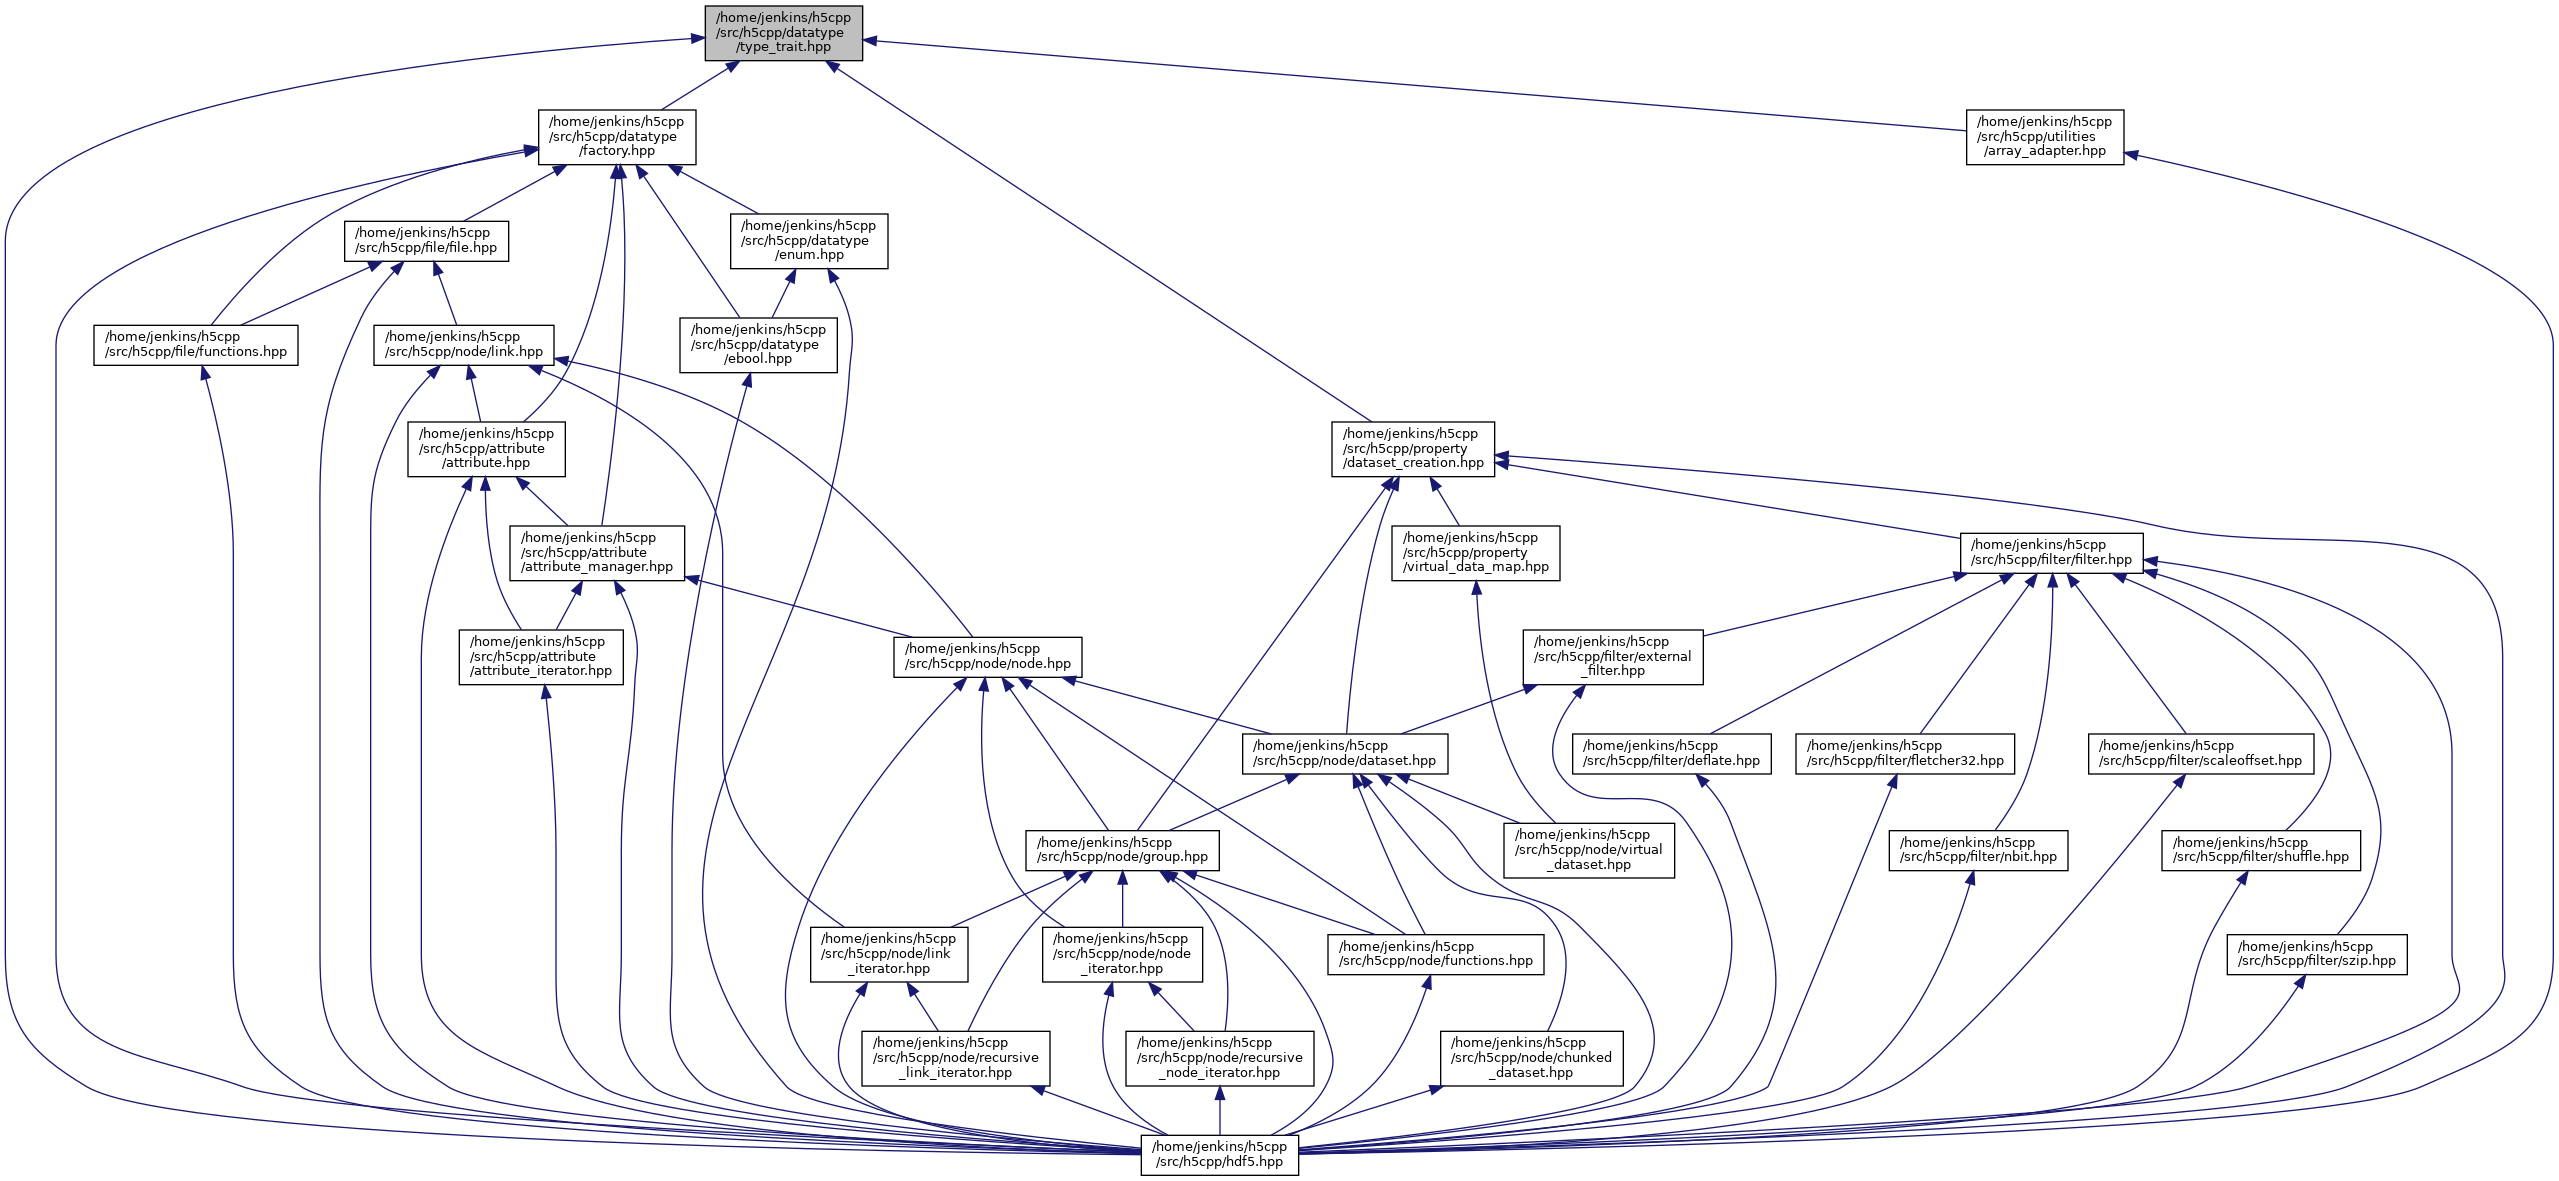 /home/jenkins/h5cpp
/src/h5cpp/datatype
/type_trait.hpp
/home/jenkins/h5cpp
/src/h5cpp/datatype
/factory.hpp
/home/jenkins/h5cpp
/src/h5cpp/utilities
/array_adapter.hpp
/home/jenkins/h5cpp
/src/h5cpp/file/file.hpp
/home/jenkins/h5cpp
/src/h5cpp/datatype
/enum.hpp
/home/jenkins/h5cpp
/src/h5cpp/file/functions.hpp
/home/jenkins/h5cpp
/src/h5cpp/node/link.hpp
/home/jenkins/h5cpp
/src/h5cpp/datatype
/ebool.hpp
/home/jenkins/h5cpp
/src/h5cpp/attribute
/attribute.hpp
/home/jenkins/h5cpp
/src/h5cpp/property
/dataset_creation.hpp
/home/jenkins/h5cpp
/src/h5cpp/attribute
/attribute_manager.hpp
/home/jenkins/h5cpp
/src/h5cpp/property
/virtual_data_map.hpp
/home/jenkins/h5cpp
/src/h5cpp/filter/filter.hpp
/home/jenkins/h5cpp
/src/h5cpp/attribute
/attribute_iterator.hpp
/home/jenkins/h5cpp
/src/h5cpp/node/node.hpp
/home/jenkins/h5cpp
/src/h5cpp/filter/external
_filter.hpp
/home/jenkins/h5cpp
/src/h5cpp/node/dataset.hpp
/home/jenkins/h5cpp
/src/h5cpp/filter/deflate.hpp
/home/jenkins/h5cpp
/src/h5cpp/filter/fletcher32.hpp
/home/jenkins/h5cpp
/src/h5cpp/filter/scaleoffset.hpp
/home/jenkins/h5cpp
/src/h5cpp/node/group.hpp
/home/jenkins/h5cpp
/src/h5cpp/node/virtual
_dataset.hpp
/home/jenkins/h5cpp
/src/h5cpp/filter/nbit.hpp
/home/jenkins/h5cpp
/src/h5cpp/filter/shuffle.hpp
/home/jenkins/h5cpp
/src/h5cpp/node/link
_iterator.hpp
/home/jenkins/h5cpp
/src/h5cpp/node/node
_iterator.hpp
/home/jenkins/h5cpp
/src/h5cpp/node/functions.hpp
/home/jenkins/h5cpp
/src/h5cpp/filter/szip.hpp
/home/jenkins/h5cpp
/src/h5cpp/node/recursive
_link_iterator.hpp
/home/jenkins/h5cpp
/src/h5cpp/node/recursive
_node_iterator.hpp
/home/jenkins/h5cpp
/src/h5cpp/node/chunked
_dataset.hpp
/home/jenkins/h5cpp
/src/h5cpp/hdf5.hpp